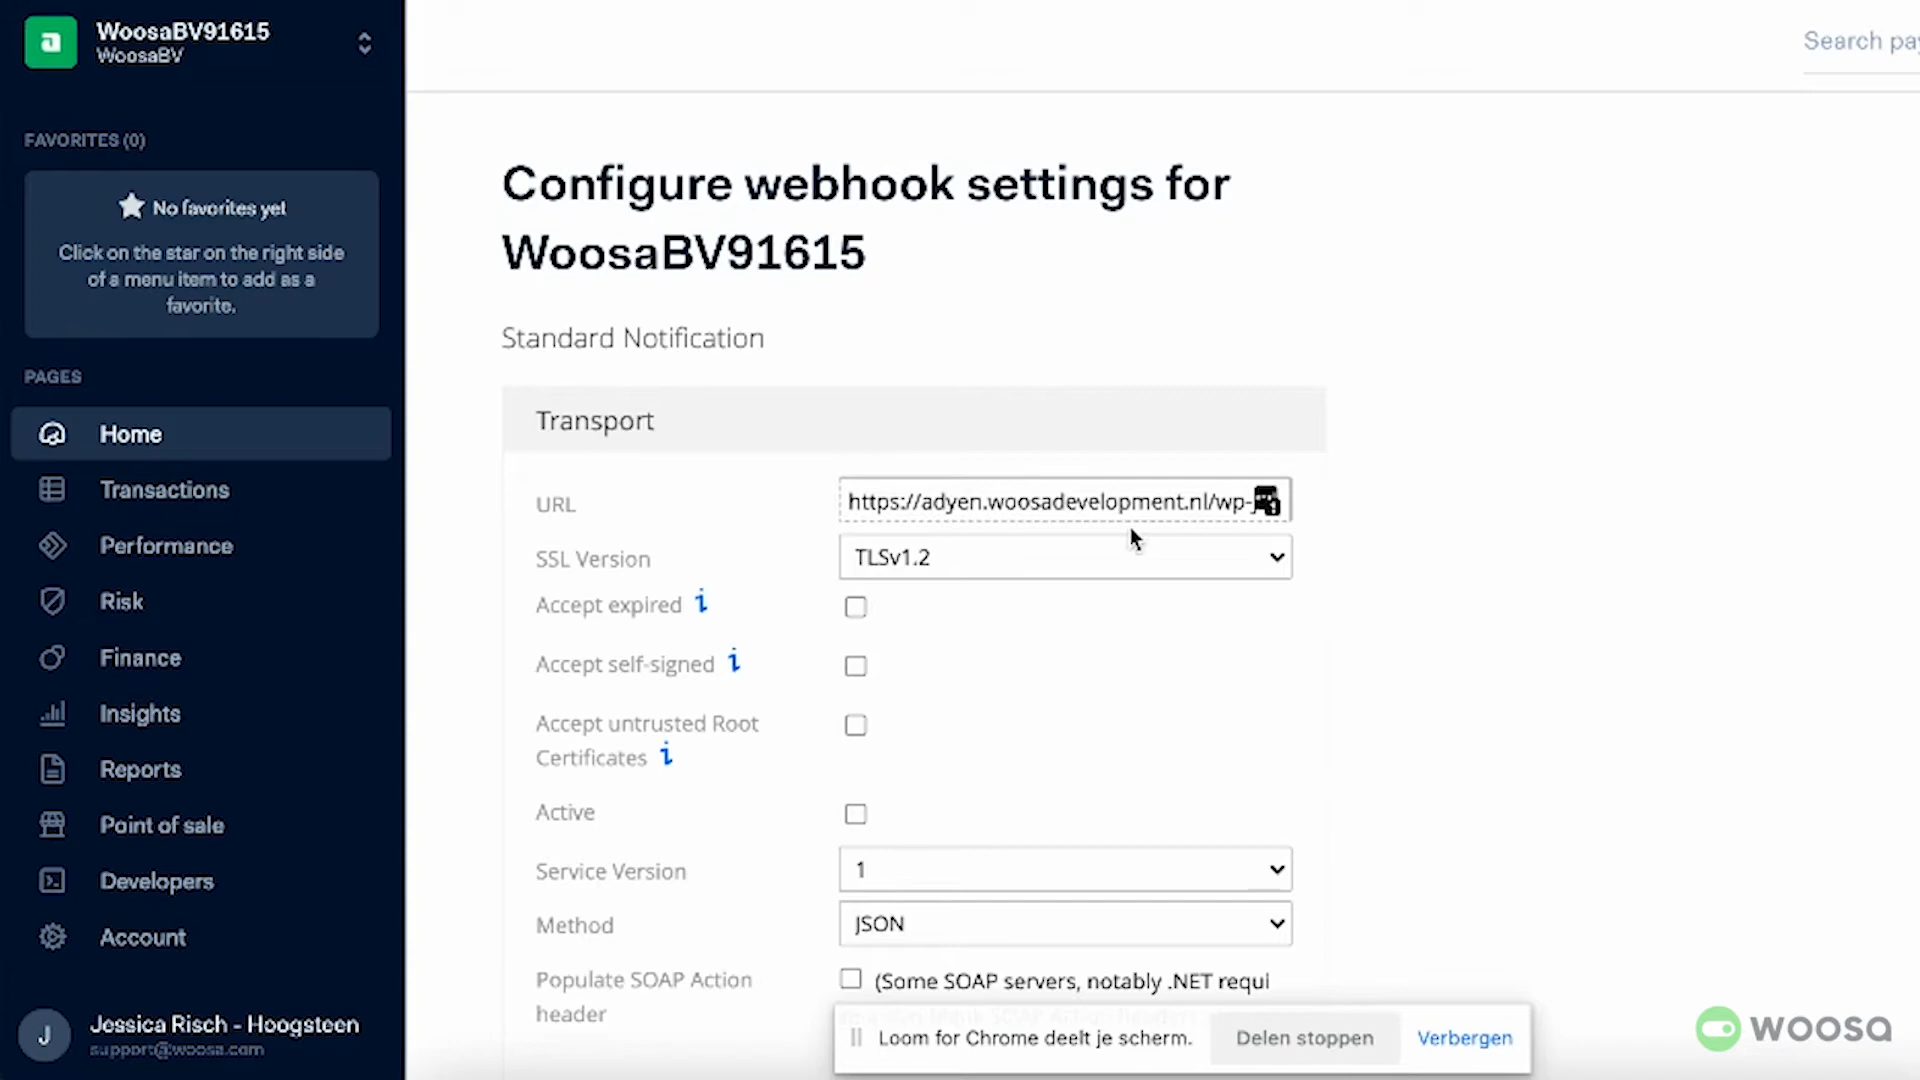 WoosaBV91615
WoosaBV
FAVORITES (0)
No favorites yet
Click on the star on the right side
of a menu item to add as a
favorite.
PAGES
Home
Transactions
Performance
Risk
Finance
Insights
Reports
Point of sale
Developers
Account
J
Jessica Risch - Hoogsteen
support@woosa.com
Search pay
Configure webhook settings for
WoosaBV91615
Standard Notification
Transport
URL
https://adyen.woosadevelopment.nl/wp-
SSL Version
TLSv1.2
Accept expired
Accept self-signed
Accept untrusted Root
Certificates
Active
Service Version
1
Method
JSON
Populate SOAP Action
header
(Some SOAP servers, notably .NET requi
Loom for Chrome deelt je scherm.
Delen stoppen
Verbergen
woosa